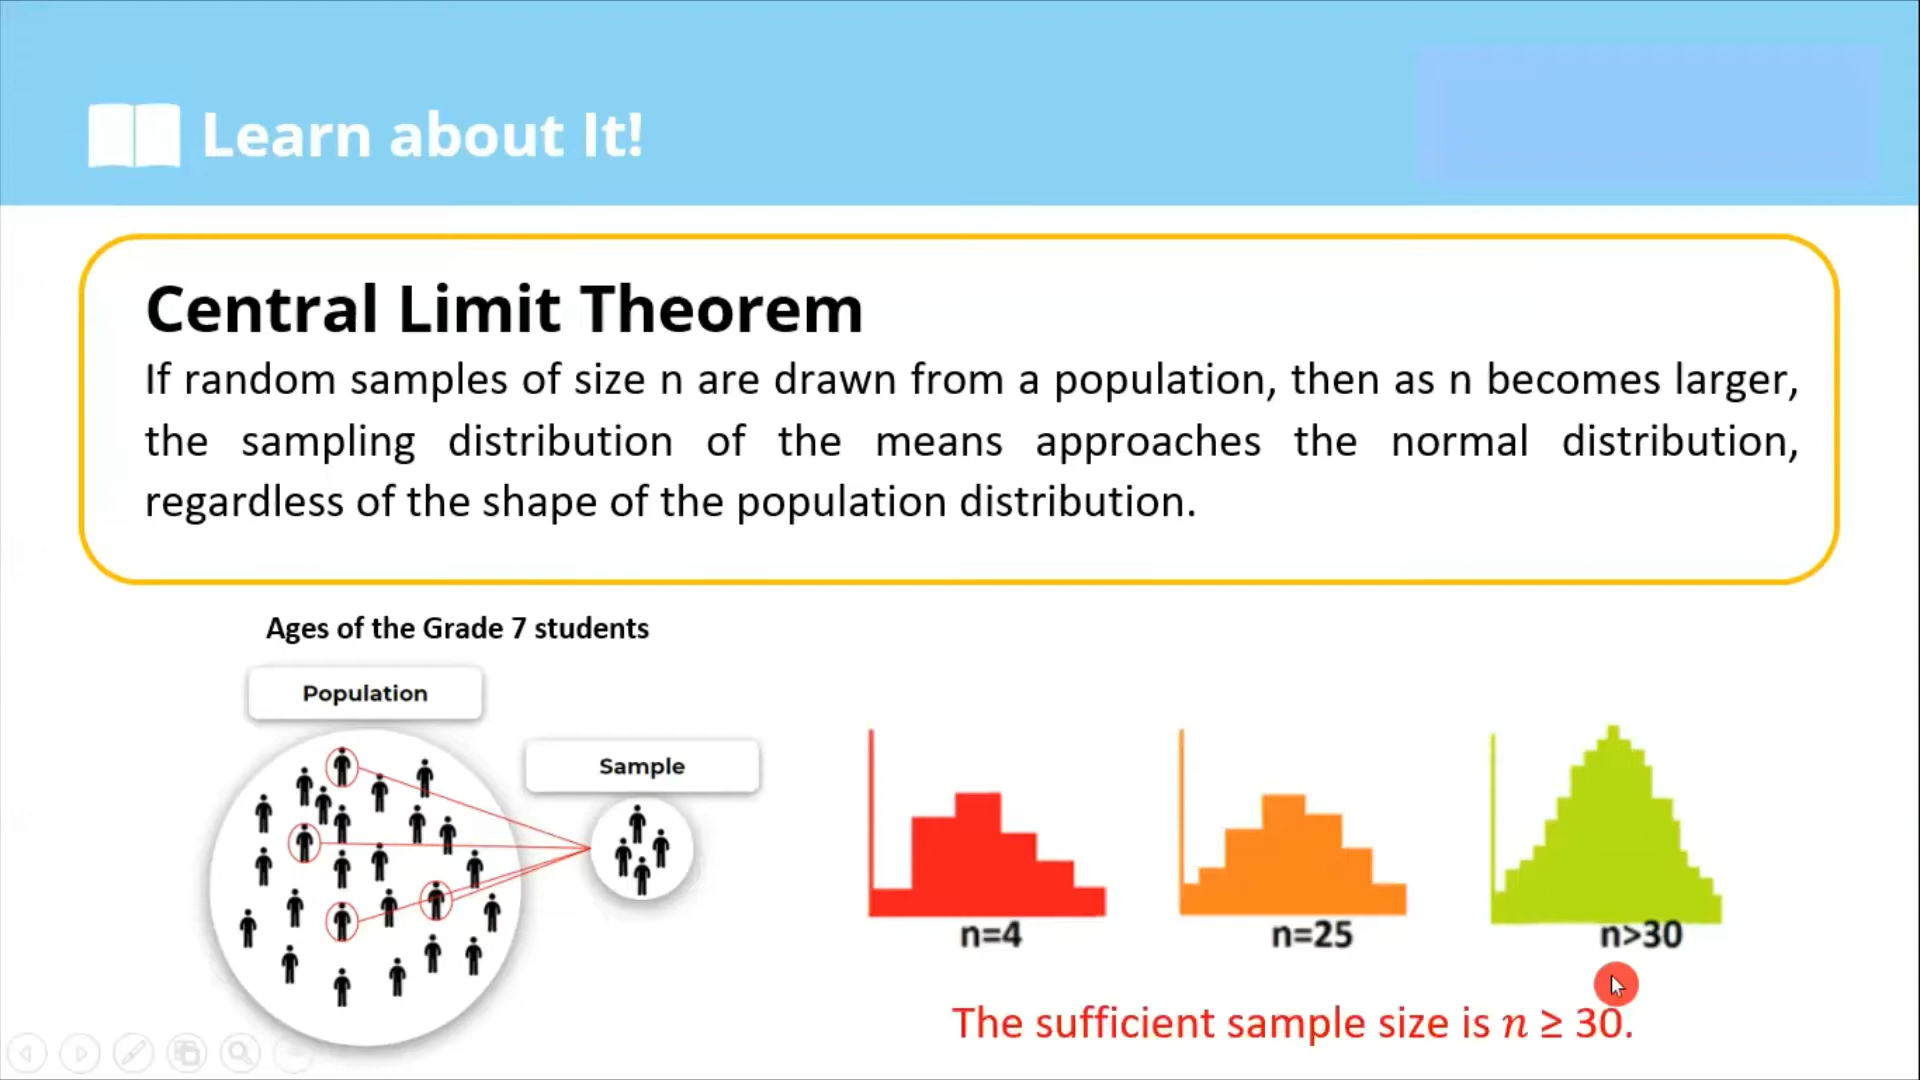 Learn about It!
Central Limit Theorem
If random samples of size n are drawn from a population, then as n becomes larger,
the sampling distribution of the means approaches the normal distribution,
regardless of the shape of the population distribution.
Ages of the Grade 7 students
Population
Sample
n=4
n=25
n>30
The sufficient sample size is n ≥ 30.